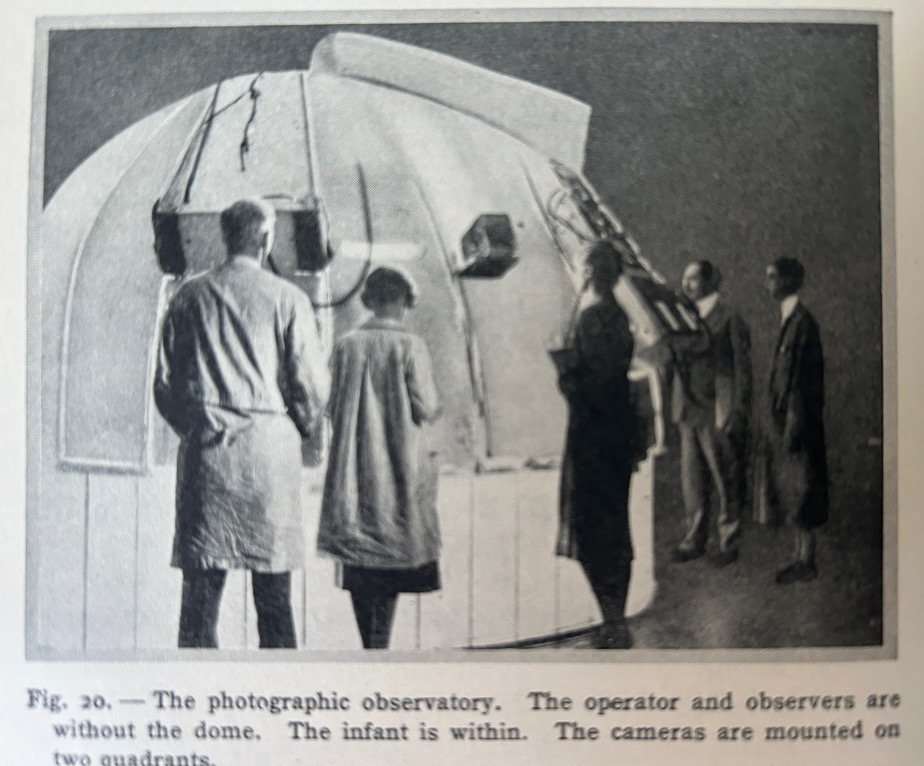 Fig. 20. — The photographic observatory. The operator and observers are
without the dome. The infant is within. The cameras are mounted on
two quadrants.